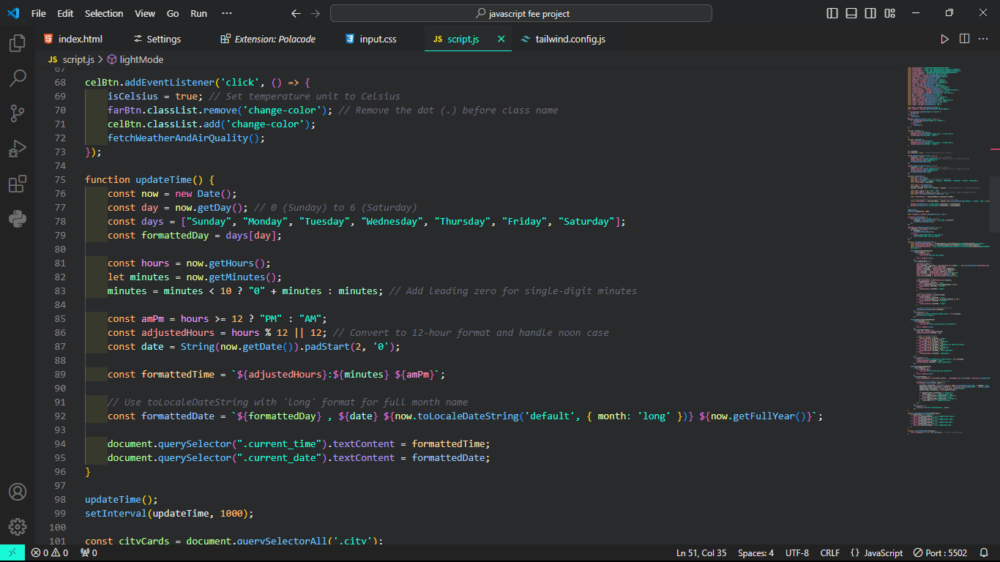 File Edit Selection View Go Run ··· javascript fee project
index.html Settings Extension: Polacode input.css JS script.js tailwind.config.js
JS script.js > lightMode
67
68 celBtn.addEventListener('click', () => {
69 isCelsius = true; // Set temperature unit to Celsius
70 farBtn.classList.remove('change-color'); // Remove the dot (.) before class name
71 celBtn.classList.add('change-color');
72 fetchWeatherAndAirQuality();
73 });
74
75 function updateTime() {
76 const now = new Date();
77 const day = now.getDay(); // 0 (Sunday) to 6 (Saturday)
78 const days = ["Sunday", "Monday", "Tuesday", "Wednesday", "Thursday", "Friday", "Saturday"];
79 const formattedDay = days[day];
80
81 const hours = now.getHours();
82 let minutes = now.getMinutes();
83 minutes = minutes < 10 ? "0" + minutes : minutes; // Add leading zero for single-digit minutes
84
85 const amPm = hours >= 12 ? "PM" : "AM";
86 const adjustedHours = hours % 12 || 12; // Convert to 12-hour format and handle noon case
87 const date = String(now.getDate()).padStart(2, '0');
88
89 const formattedTime = `${adjustedHours}:${minutes} ${amPm}`;
90
91 // Use toLocaleDateString with 'long' format for full month name
92 const formattedDate = `${formattedDay} , ${date} ${now.toLocaleDateString('default', { month: 'long' })} ${now.getFullYear()}`;
93
94 document.querySelector(".current_time").textContent = formattedTime;
95 document.querySelector(".current_date").textContent = formattedDate;
96 }
97
98 updateTime();
99 setInterval(updateTime, 1000);
100
101 const cityCards = document.querySelectorAll('.city');
0 0 0 Ln 51, Col 35 Spaces: 4 UTF-8 CRLF {} JavaScript Port : 5502